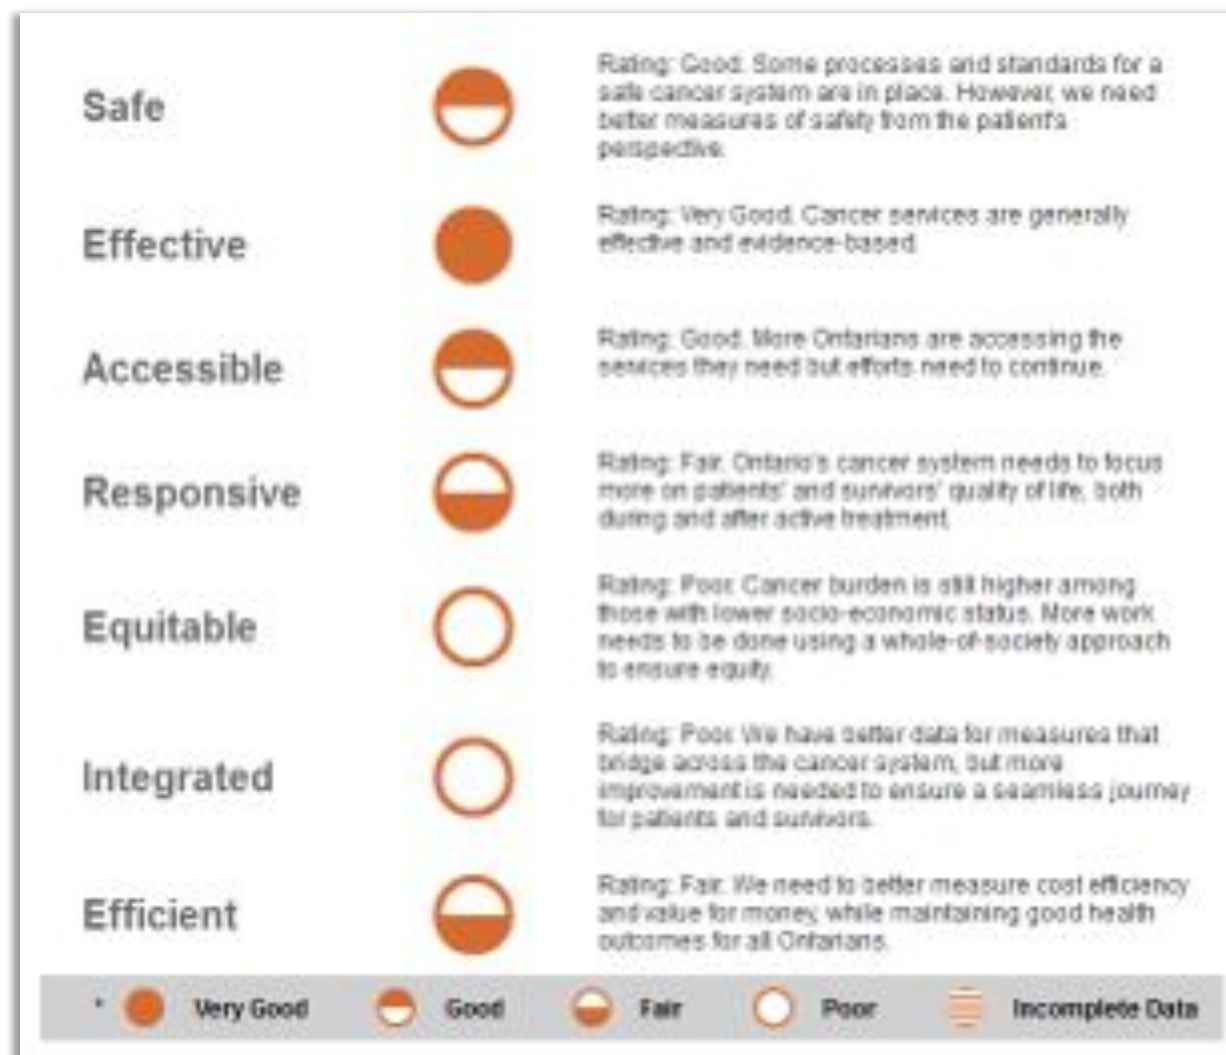 Safe
Rating: Good. Some processes and standards for a
safe cancer system are in place. However, we need
better measures of safety from the patient's
perspective.
Effective
Rating: Very Good. Cancer services are generally
effective and evidence-based.
Accessible
Rating: Good. More Ontarians are accessing the
services they need but efforts need to continue.
Responsive
Rating: Fair. Ontario's cancer system needs to focus
more on patients' and survivors' quality of life, both
during and after active treatment.
Equitable
Rating: Poor. Cancer burden is still higher among
those with lower socio-economic status. More work
needs to be done using a whole-of-society approach
to ensure equity.
Integrated
Rating: Poor. We have better data for measures that
bridge across the cancer system, but more
improvement is needed to ensure a seamless journey
for patients and survivors.
Efficient
Rating: Fair. We need to better measure cost efficiency
and value for money, while maintaining good health
outcomes for all Ontarians.
* Very Good Good Fair Poor Incomplete Data